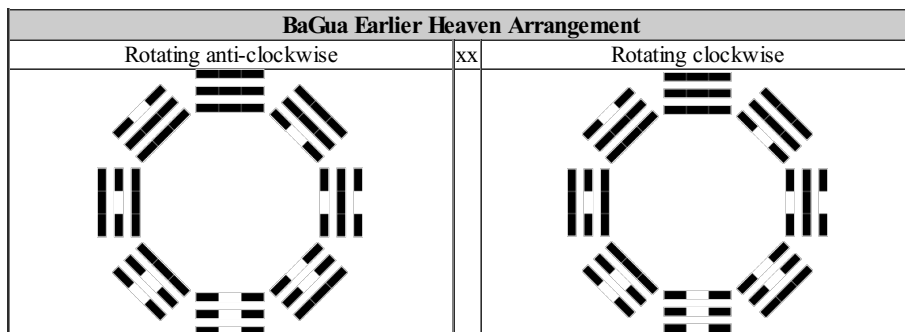 BaGua Earlier Heaven Arrangement
Rotating anti-clockwise xx Rotating clockwise